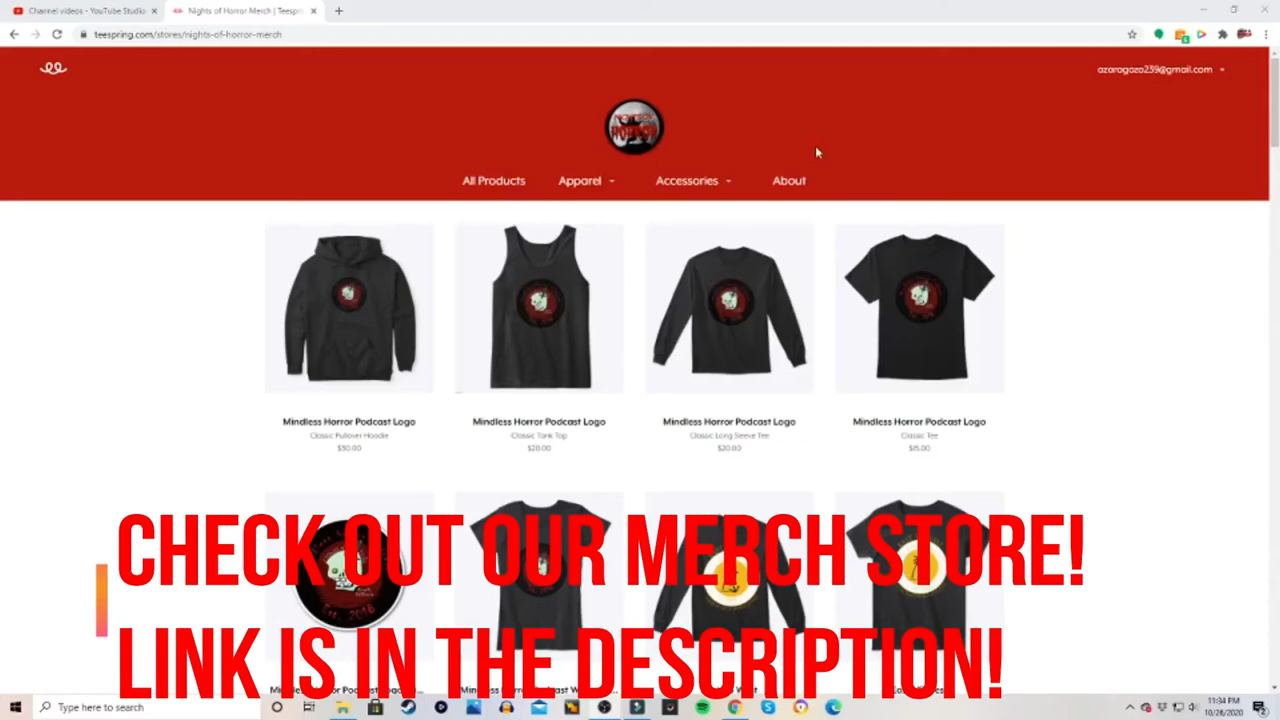 Channel videos - YouTube Studio
Nights of Horror Merch | Teespri
teespring.com/stores/nights-of-horror-merch
azaragoza239@gmail.com
HORROR
All Products
Apparel
Accessories
About
Mindless Horror Podcast Logo
Mindless Horror Podcast Logo
Mindless Horror Podcast Logo
Mindless Horror Podcast Logo
Classic Pullover Hoodie
Classic Tank Top
Classic Long Sleeve Tee
Classic Tee
$30.00
$20.00
$20.00
$15.00
CHECK OUT OUR MERCH STORE!
Est. 2018
LINK IS IN THE DESCRIPTION!
Type here to search
11:34 PM
10/26/2020